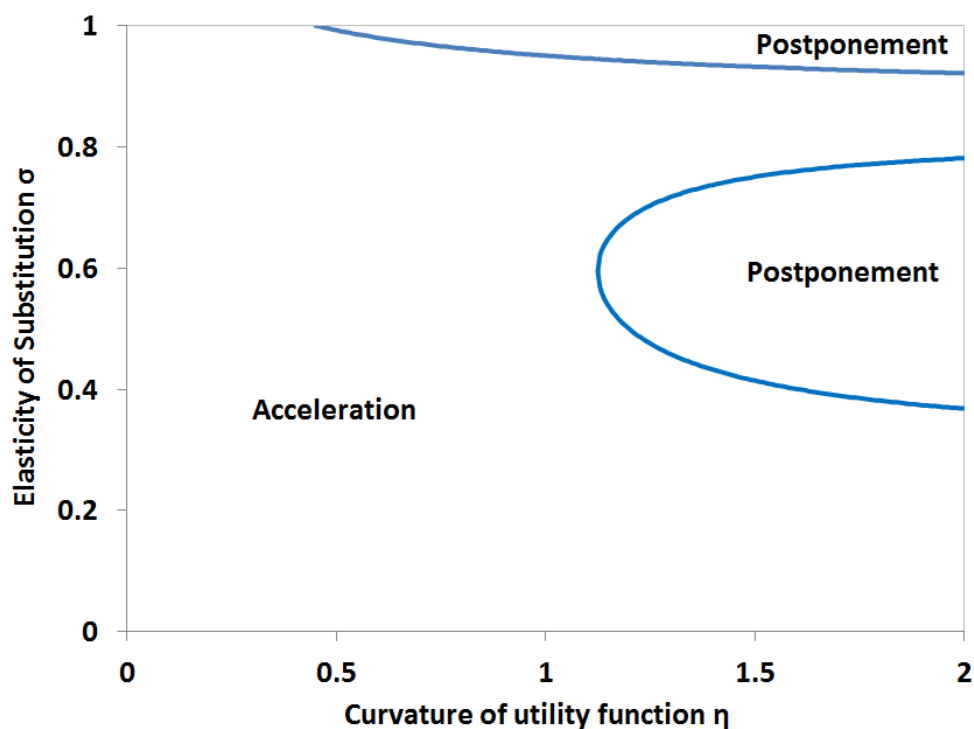 1
Postponement
0.8
0.6
Postponement
0.4
Acceleration
0.2
0
Elasticity of Substitution σ
0
0.5
1
1.5
2
Curvature of utility function η